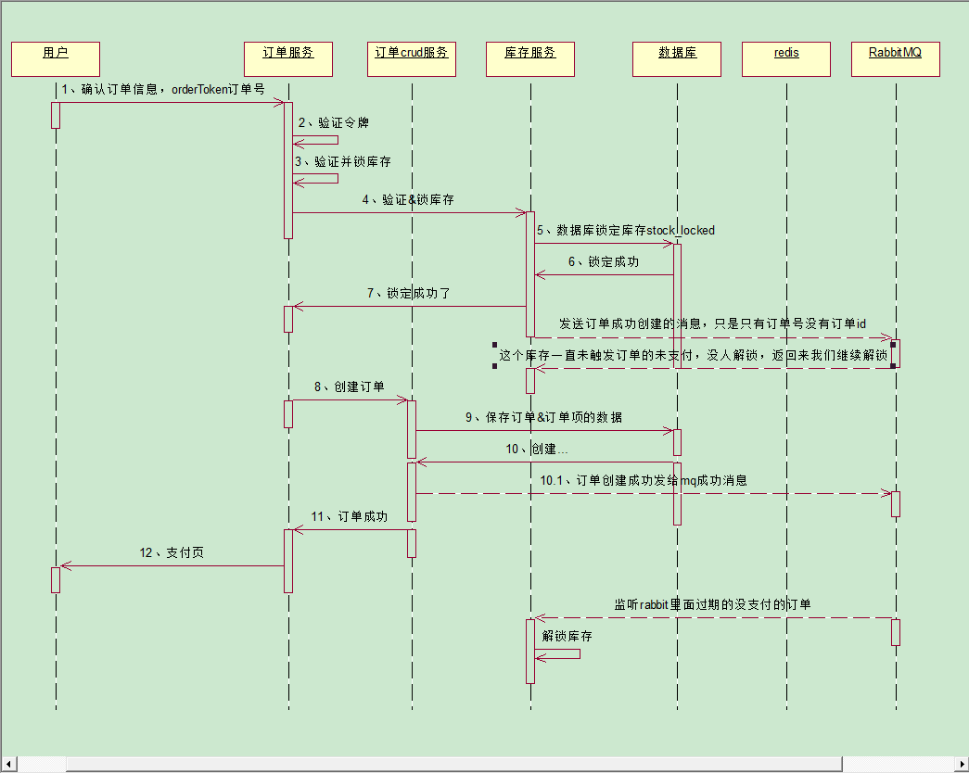 用户
订单服务
订单crud服务
库存服务
数据库
redis
RabbitMQ
1、确认订单信息，orderToken订单号
2、验证令牌
3、验证并锁库存
4、验证&锁库存
5、数据库锁定库存stock_locked
6、锁定成功
7、锁定成功了
发送订单成功创建的消息，只是只有订单号没有订单id
这个库存一直未触发订单的未支付，没人解锁，返回来我们继续解锁
8、创建订单
9、保存订单&订单项的数据
10、创建...
10.1、订单创建成功发给mq成功消息
11、订单成功
12、支付页
监听rabbit里面过期的没支付的订单
解锁库存